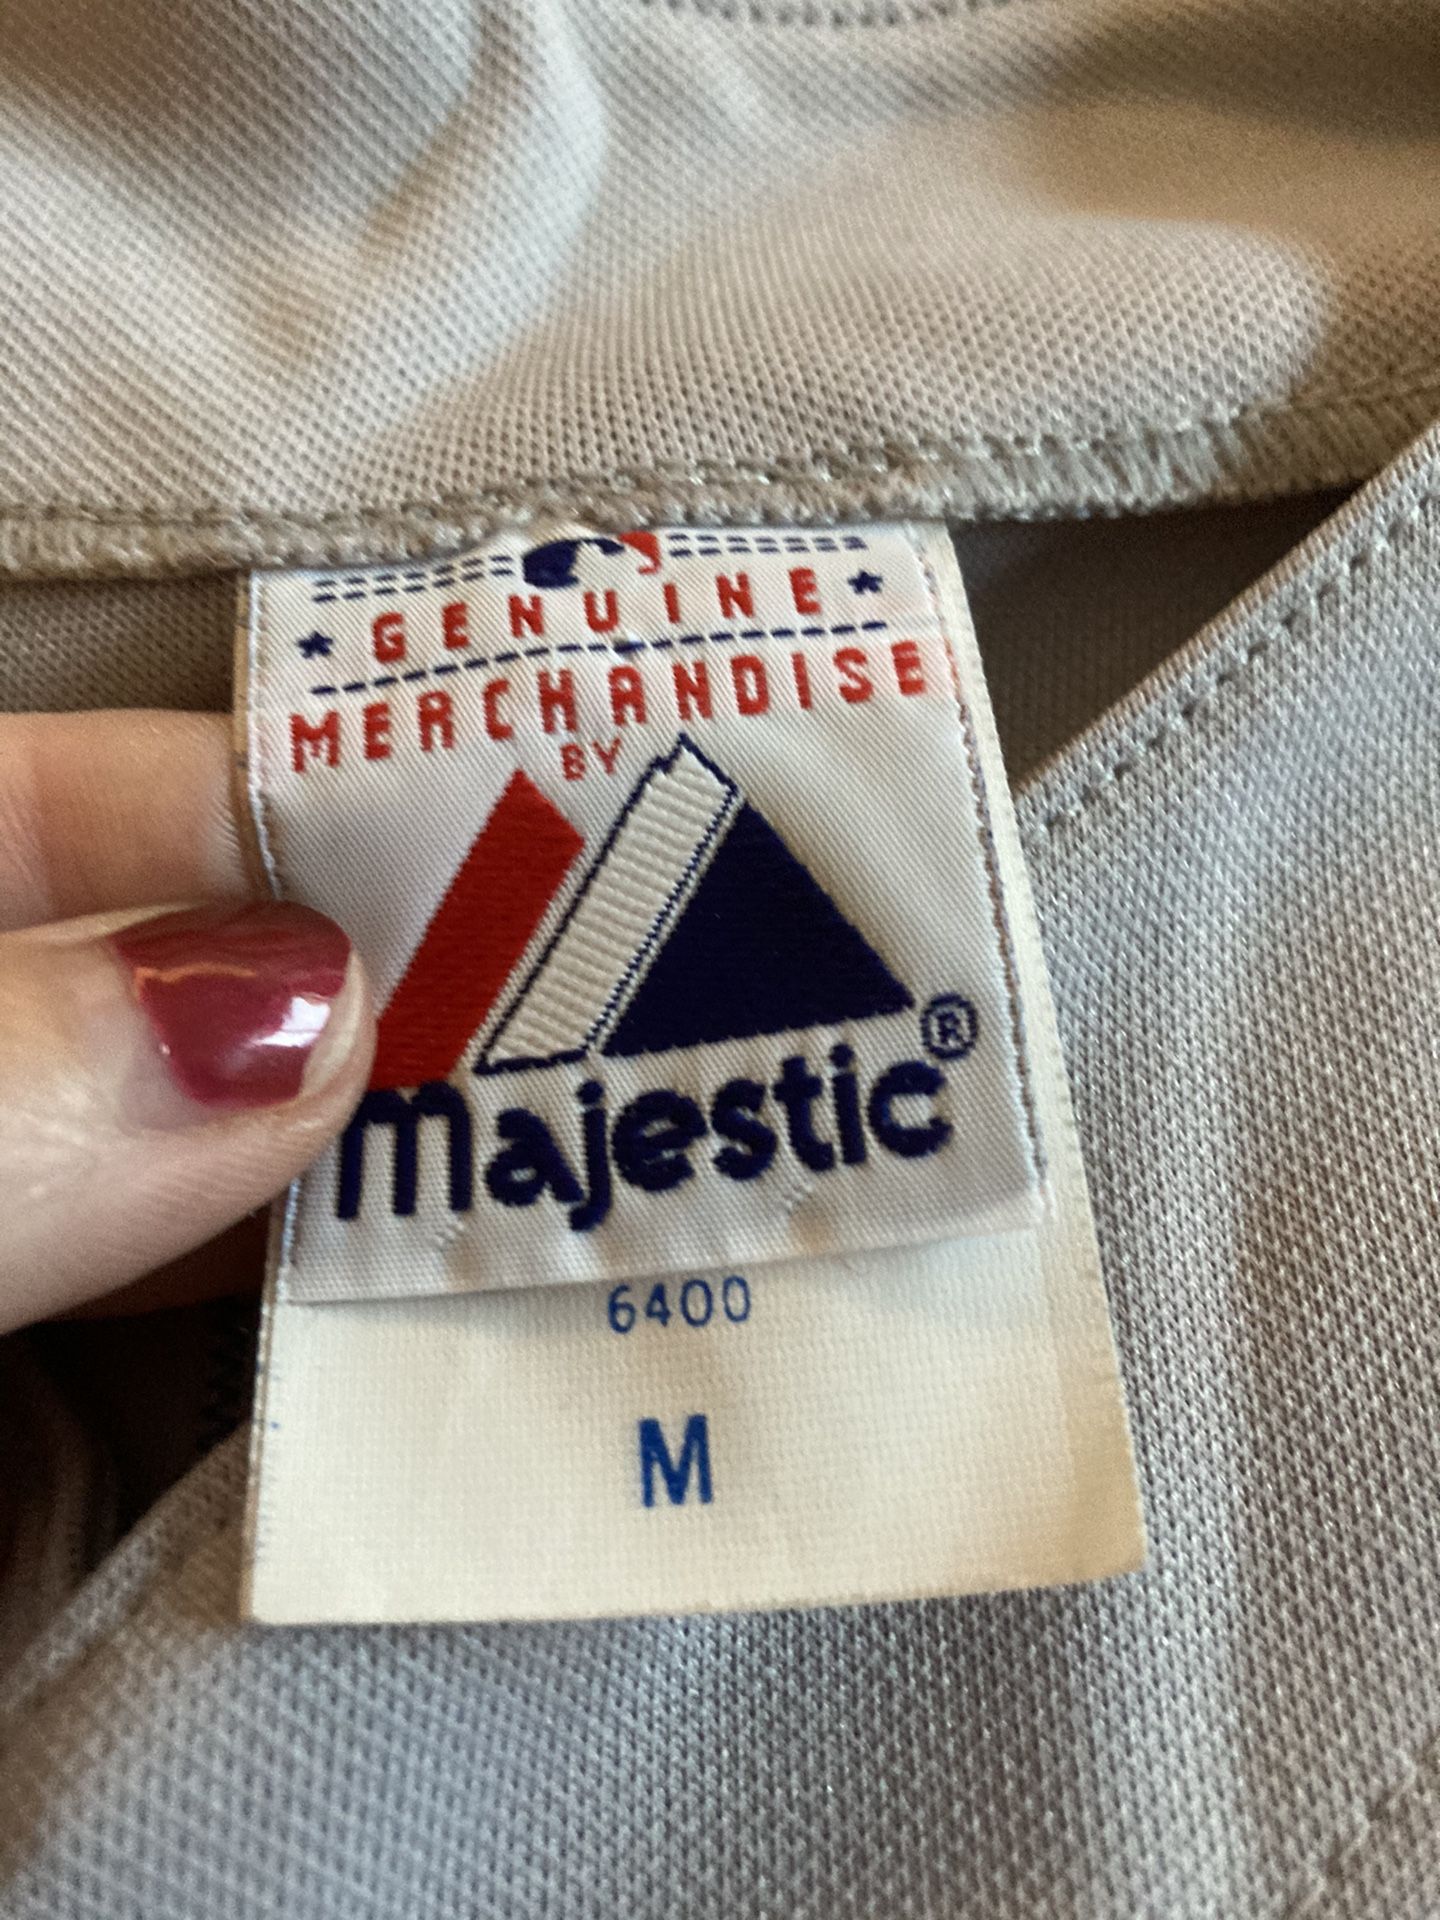 GENUINE
MERCHANDISE
BY
majestic®
6400
M